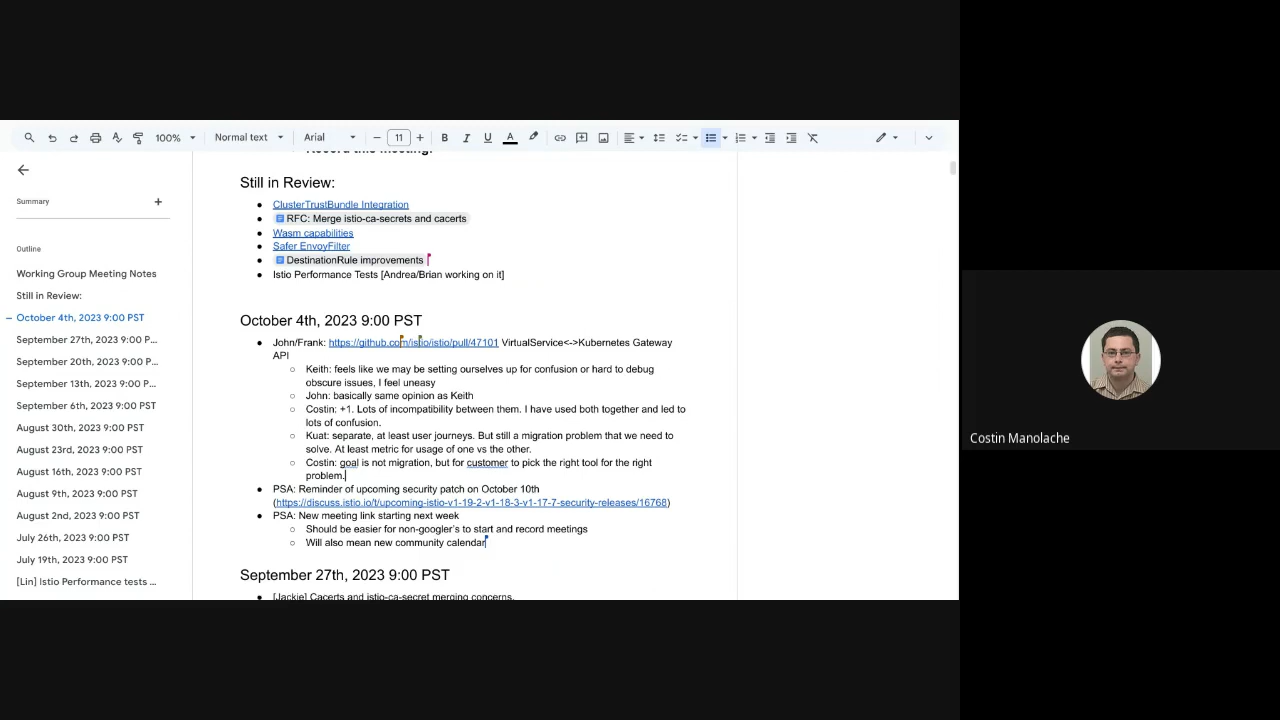 100%
Normal text
Arial
11
Record this meeting!
Summary
Outline
Working Group Meeting Notes
Still in Review:
October 4th, 2023 9:00 PST
September 27th, 2023 9:00 P...
September 20th, 2023 9:00 P...
September 13th, 2023 9:00 P...
September 6th, 2023 9:00 PST
August 30th, 2023 9:00 PST
August 23rd, 2023 9:00 PST
August 16th, 2023 9:00 PST
August 9th, 2023 9:00 PST
August 2nd, 2023 9:00 PST
July 26th, 2023 9:00 PST
July 19th, 2023 9:00 PST
[Lin] Istio Performance tests ...
Still in Review:
ClusterTrustBundle Integration
RFC: Merge istio-ca-secrets and cacerts
Wasm capabilities
Safer EnvoyFilter
DestinationRule improvements
Istio Performance Tests [Andrea/Brian working on it]
October 4th, 2023 9:00 PST
John/Frank: https://github.com/istio/istio/pull/47101 VirtualService<->Kubernetes Gateway
API
Keith: feels like we may be setting ourselves up for confusion or hard to debug
obscure issues, I feel uneasy
John: basically same opinion as Keith
Costin: +1. Lots of incompatibility between them. I have used both together and led to
lots of confusion.
Kuat: separate, at least user journeys. But still a migration problem that we need to
solve. At least metric for usage of one vs the other.
Costin: goal is not migration, but for customer to pick the right tool for the right
problem.
PSA: Reminder of upcoming security patch on October 10th
(https://discuss.istio.io/t/upcoming-istio-v1-19-2-v1-18-3-v1-17-7-security-releases/16768)
PSA: New meeting link starting next week
Should be easier for non-googler's to start and record meetings
Will also mean new community calendar
September 27th, 2023 9:00 PST
[Jackie] Cacerts and istio-ca-secret merging concerns.
Costin Manolache